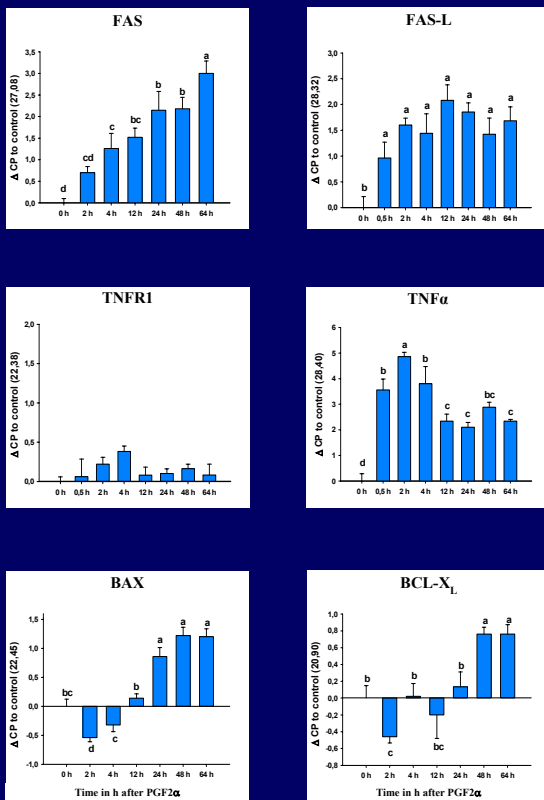 FAS
Δ CP to control (27,08)
3,5
3,0
2,5
2,0
1,5
1,0
0,5
0,0
d
cd
c
bc
b
b
a
0 h 2 h 4 h 12 h 24 h 48 h 64 h
FAS-L
Δ CP to control (28,32)
3,0
2,5
2,0
1,5
1,0
0,5
0,0
b
a
a
a
a
a
a
a
0 h 0,5 h 2 h 4 h 12 h 24 h 48 h 64 h
TNFR1
Δ CP to control (22,38)
2,0
1,5
1,0
0,5
0,0
0 h 0,5 h 2 h 4 h 12 h 24 h 48 h 64 h
TNFα
Δ CP to control (28,40)
6
5
4
3
2
1
0
d
b
a
b
c
c
bc
c
0 h 0,5 h 2 h 4 h 12 h 24 h 48 h 64 h
BAX
Δ CP to control (22,45)
1,5
1,0
0,5
0,0
-0,5
-1,0
bc
d
c
b
a
a
a
0 h 2 h 4 h 12 h 24 h 48 h 64 h
Time in h after PGF2α
BCL-XL
Δ CP to control (20,90)
1,0
0,8
0,6
0,4
0,2
0,0
-0,2
-0,4
-0,6
-0,8
b
c
b
bc
b
a
a
0 h 2 h 4 h 12 h 24 h 48 h 64 h
Time in h after PGF2α